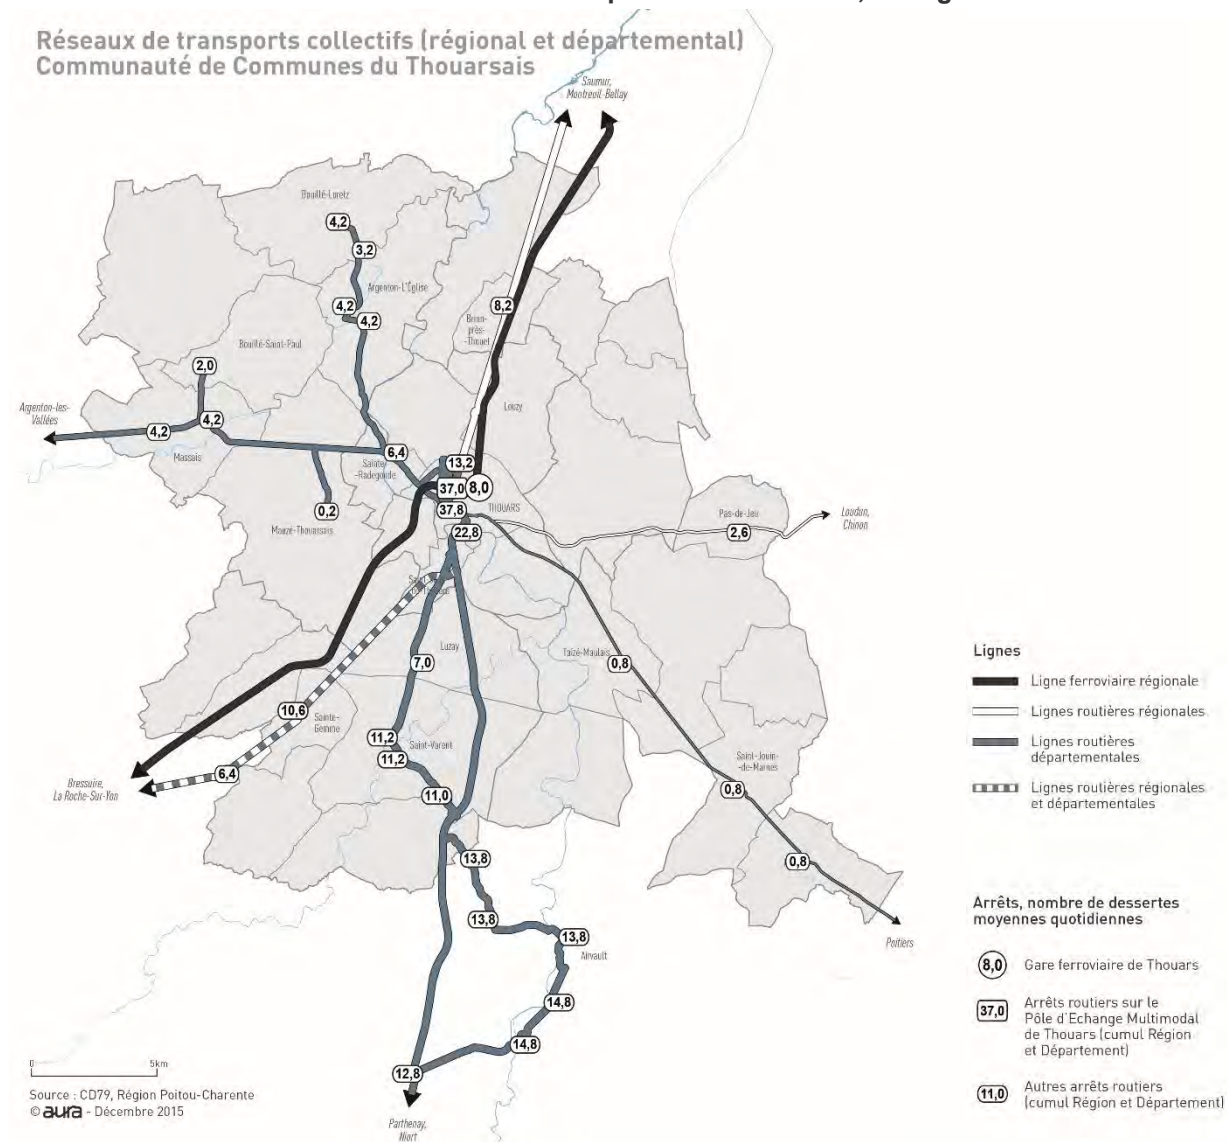 Réseaux de transports collectifs (régional et départemental)
Communauté de Communes du Thouarsais
Saumur,
Montreuil-Bellay
Bouillé-Loretz
4,2
3,2
Argenton-L'Église
4,2
4,2
8,2
Brion-
près-
Thouet
Bouillé-Saint-Paul
2,0
Louzy
Argenton-les-
Vallées
4,2
4,2
Massais
6,4
Sainte-
Radegonde
13,2
37,0
8,0
37,8
THOUARS
22,8
0,2
Mauzé-Thouarsais
Pas-de-Jeu
2,6
Loudun,
Chinon
Luzay
7,0
Taizé-Maulais
0,8
10,6
Sainte-
Gemme
11,2
Saint-Varent
11,2
6,4
Bressuire,
La Roche-Sur-Yon
11,0
Saint-Jouin-
de-Marnes
0,8
13,8
0,8
13,8
13,8
Airvault
Poitiers
14,8
14,8
12,8
Parthenay,
Niort
Lignes
Ligne ferroviaire régionale
Lignes routières régionales
Lignes routières
départementales
Lignes routières régionales
et départementales
Arrêts, nombre de dessertes
moyennes quotidiennes
8,0 Gare ferroviaire de Thouars
37,0 Arrêts routiers sur le
Pôle d'Echange Multimodal
de Thouars (cumul Région
et Département)
11,0 Autres arrêts routiers
(cumul Région et Département)
0 5km
Source : CD79, Région Poitou-Charente
© aura - Décembre 2015